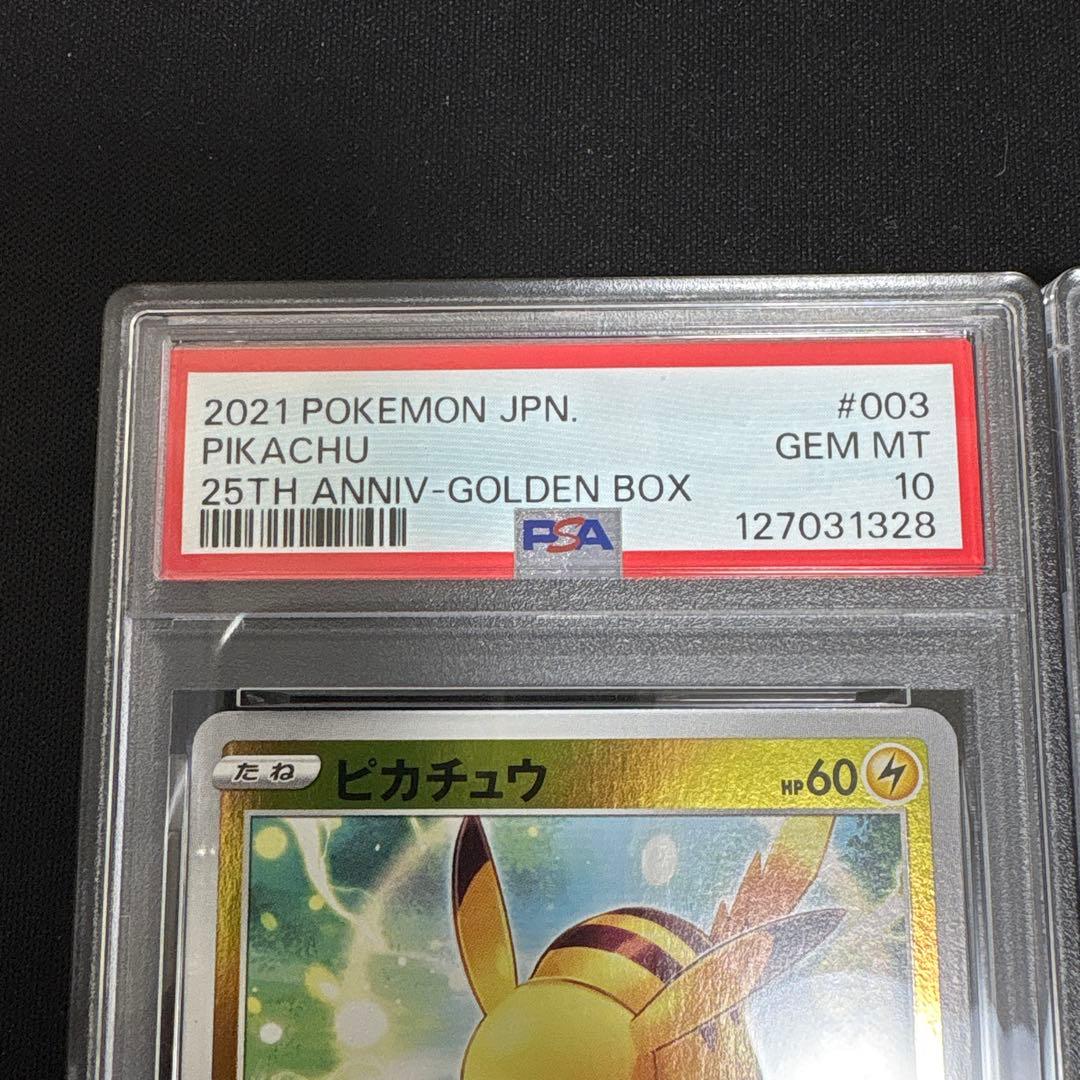 2021 POKEMON JPN. #003
PIKACHU GEM MT
25TH ANNIV-GOLDEN BOX 10
PSA 127031328
たね ピカチュウ HP60